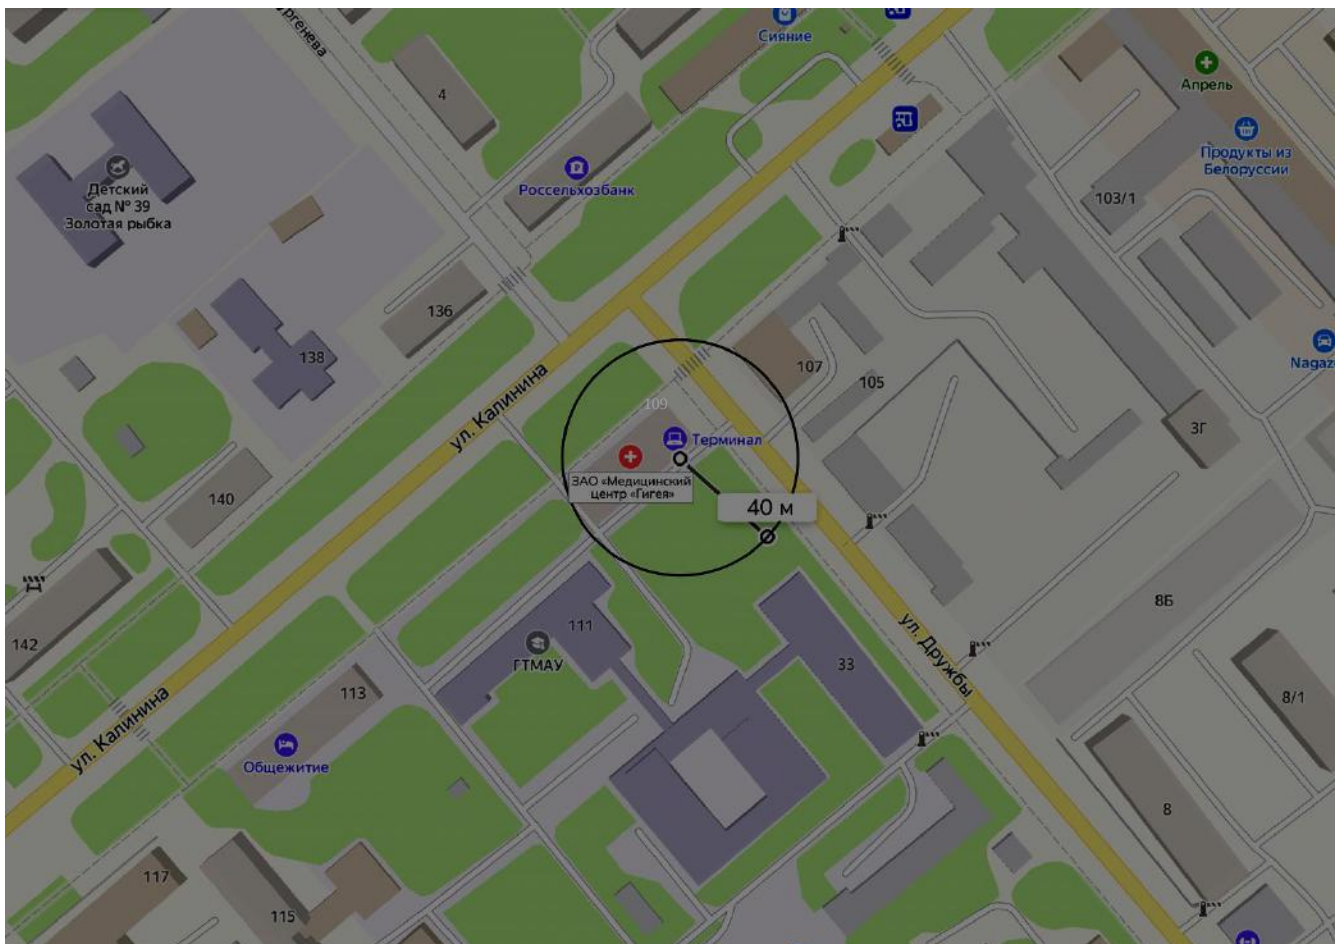 Сияние
4
Апрель
Россельхозбанк
Продукты из
Белоруссии
103/1
Детский
сад № 39
Золотая рыбка
136
138
107
105
Nagaz
109
ул. Калинина
Терминал
3Г
ЗАО «Медицинский
центр «Гигея»
40 м
140
142
111
ГТМАУ
33
8Б
ул. Дружбы
113
8/1
ул. Калинина
Общежитие
8
117
115